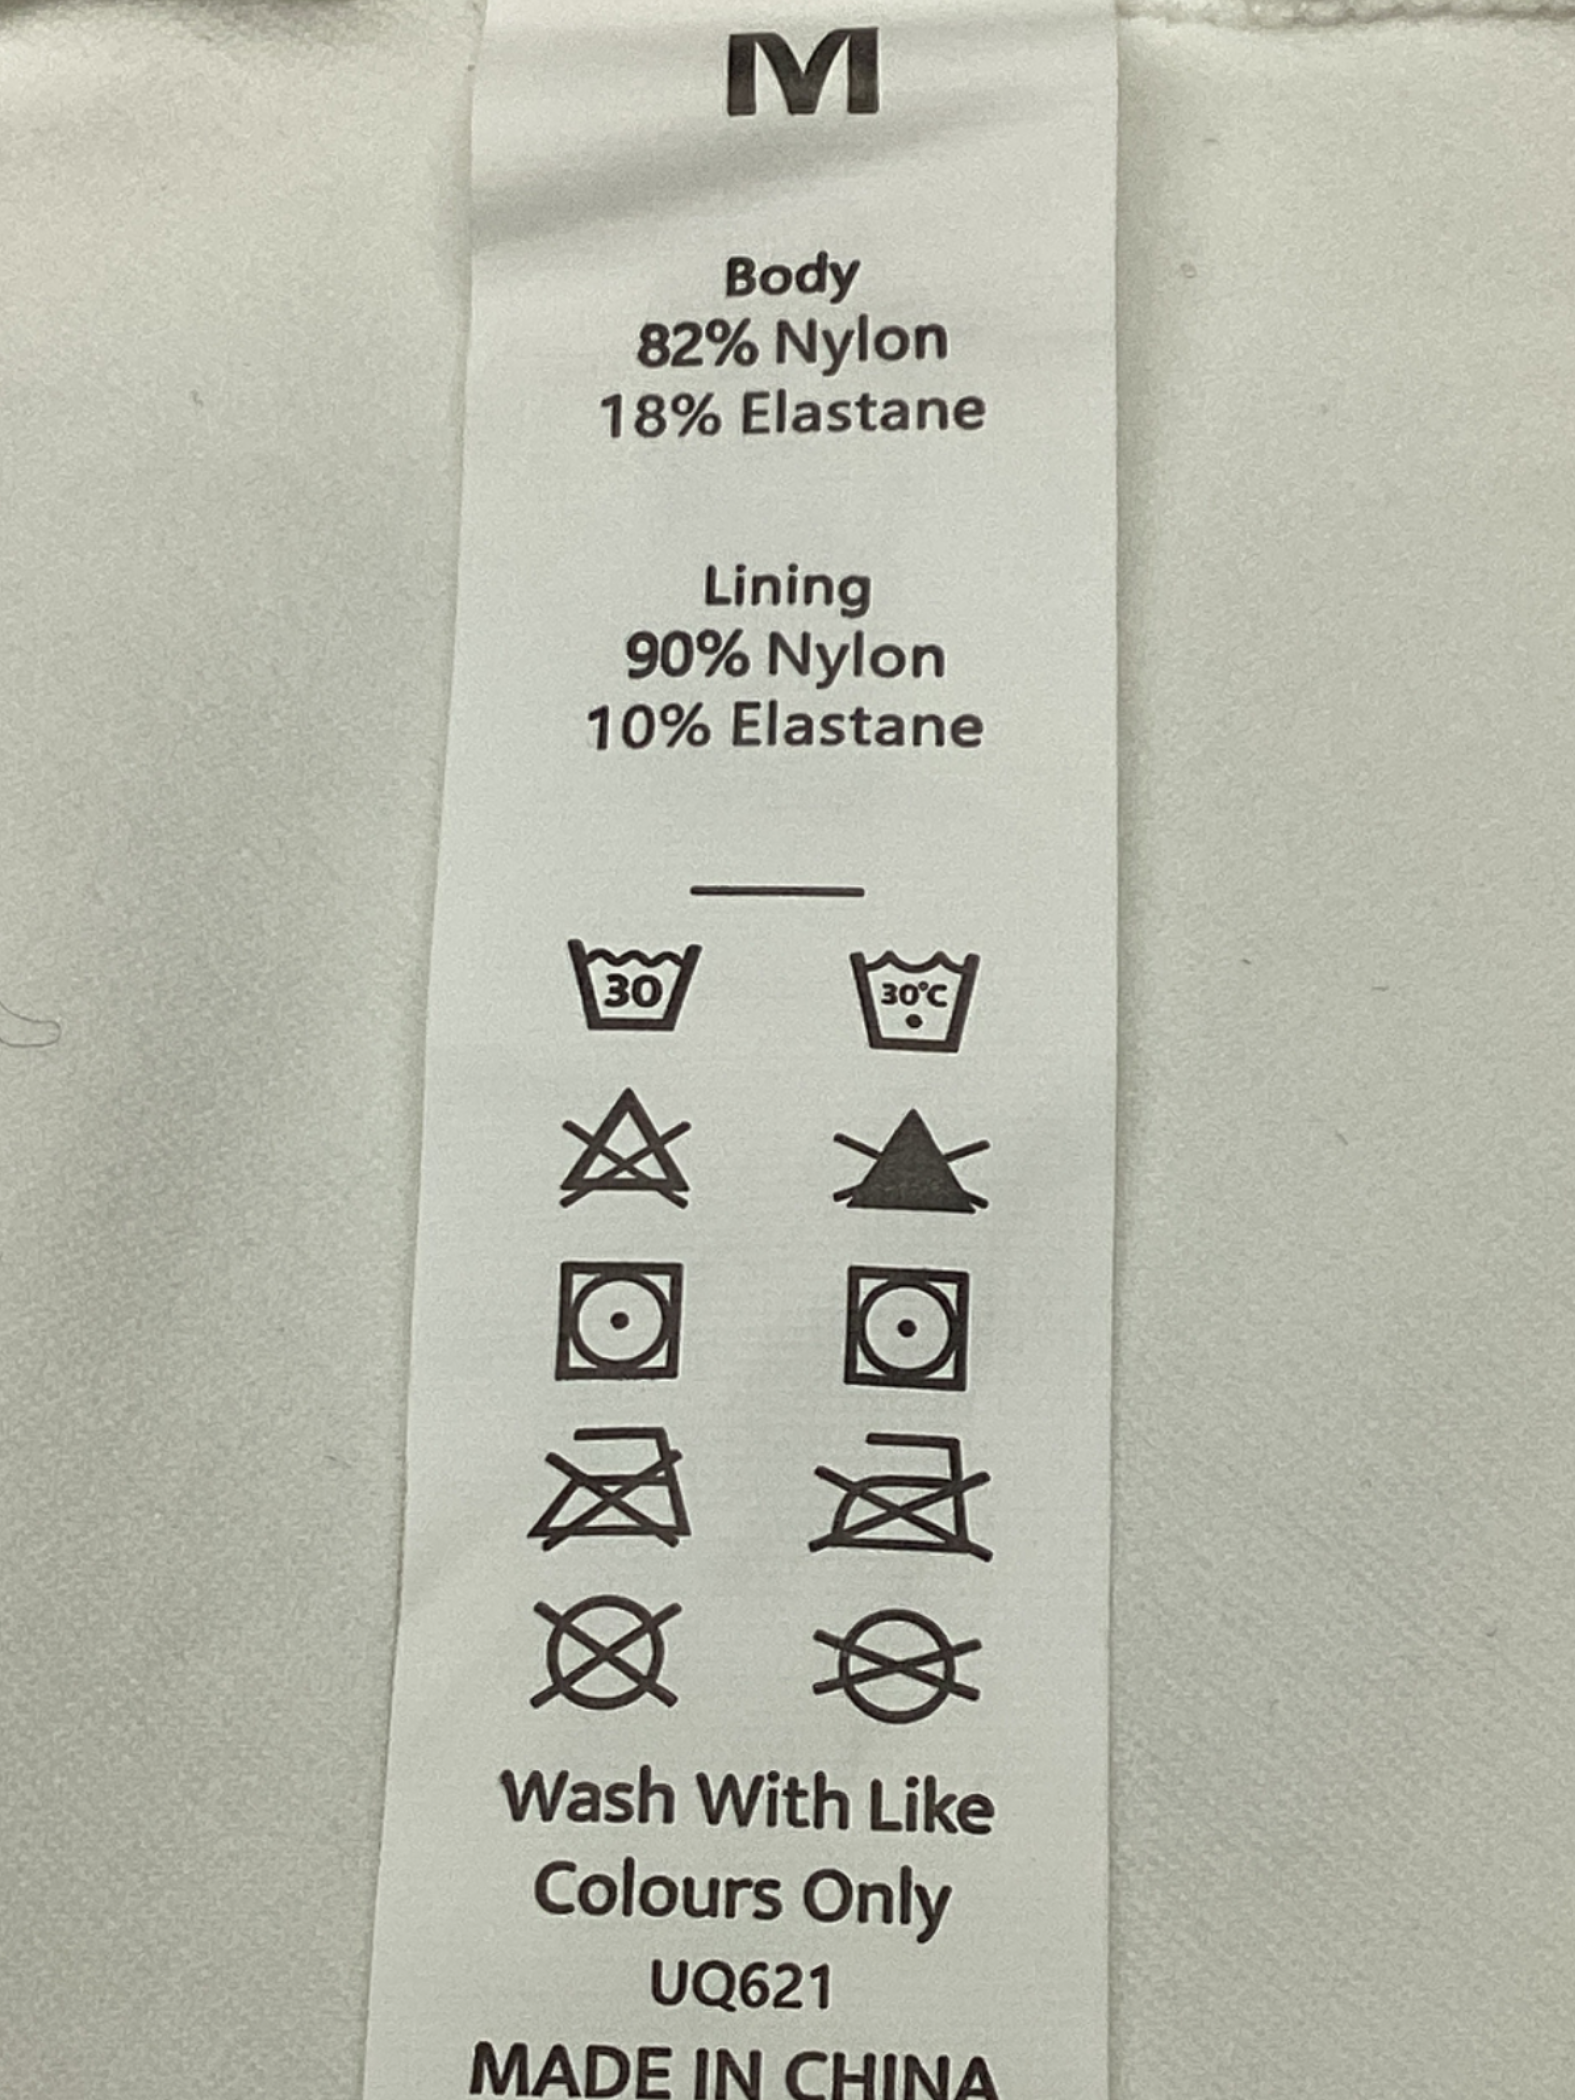 M
Body
82% Nylon
18% Elastane
Lining
90% Nylon
10% Elastane
30
30°C
Wash With Like
Colours Only
UQ621
MADE IN CHINA